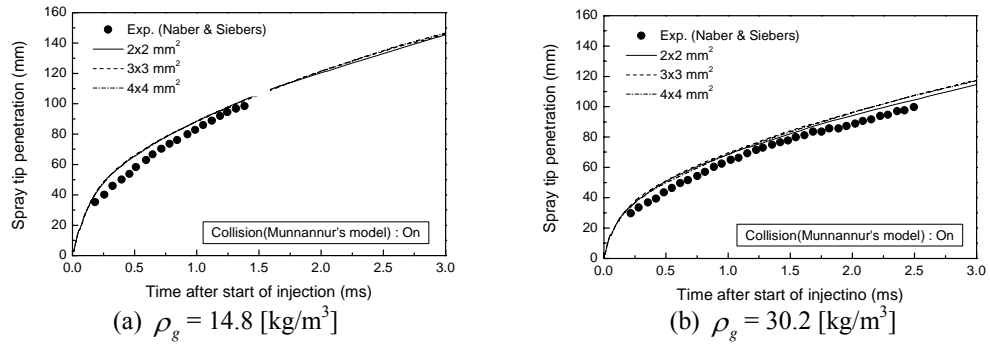 160
140
120
100
80
60
40
20
0
Spray tip penetration (mm)
Exp. (Naber & Siebers)
2x2 mm²
3x3 mm²
4x4 mm²
Collision(Munnannur's model) : On
0.0 0.5 1.0 1.5 2.0 2.5 3.0
Time after start of injection (ms)
(a) ρg = 14.8 [kg/m³]
160
140
120
100
80
60
40
20
0
Spray tip penetration (mm)
Exp. (Naber & Siebers)
2x2 mm²
3x3 mm²
4x4 mm²
Collision(Munnannur's model) : On
0.0 0.5 1.0 1.5 2.0 2.5 3.0
Time after start of injectino (ms)
(b) ρg = 30.2 [kg/m³]